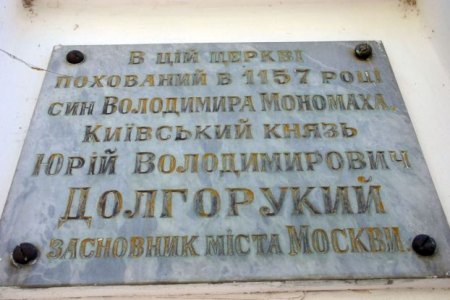 В цій церкві
похований в 1157 році
син Володимира Мономаха,
Київський князь
Юрій Володимирович
Долгорукий
засновник міста Москви.